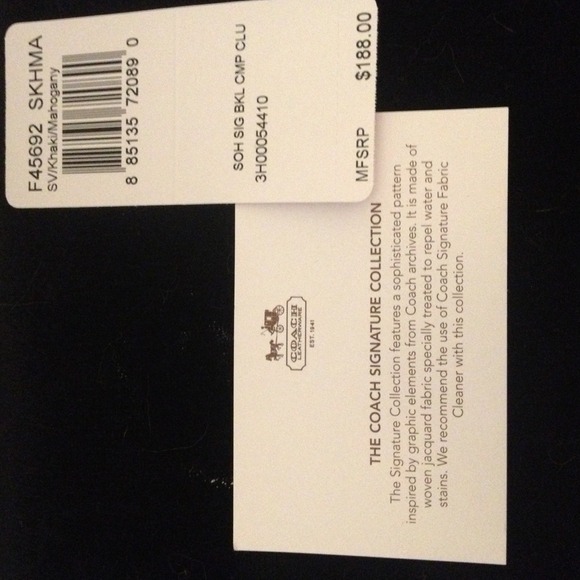 F45692 SKHMA
SV/Khaki/Mahogany
8 85135 72089 0
SOH SIG BKL CMP CLU
3H00054410
MFSRP $188.00
COACH
LEATHERWARE
EST. 1941
THE COACH SIGNATURE COLLECTION
The Signature Collection features a sophisticated pattern
inspired by graphic elements from Coach archives. It is made of
woven jacquard fabric specially treated to repel water and
stains. We recommend the use of Coach Signature Fabric
Cleaner with this collection.